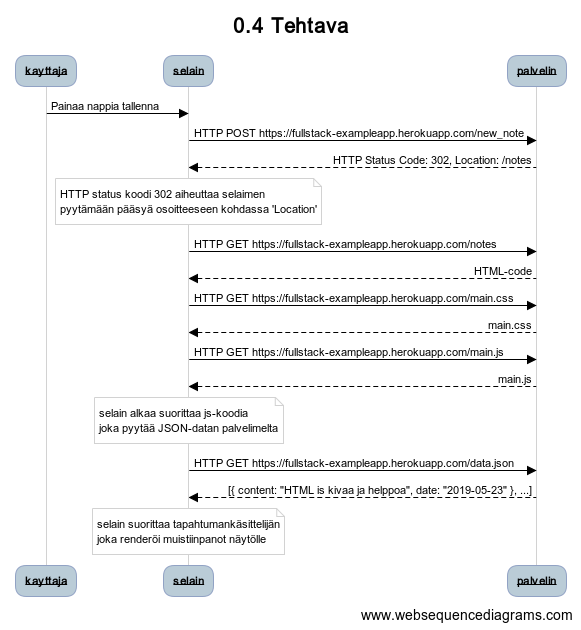 0.4 Tehtava
kayttaja selain palvelin
Painaa nappia tallenna
HTTP POST https://fullstack-exampleapp.herokuapp.com/new_note
HTTP Status Code: 302, Location: /notes
HTTP status koodi 302 aiheuttaa selaimen
pyytämään pääsyä osoitteeseen kohdassa 'Location'
HTTP GET https://fullstack-exampleapp.herokuapp.com/notes
HTML-code
HTTP GET https://fullstack-exampleapp.herokuapp.com/main.css
main.css
HTTP GET https://fullstack-exampleapp.herokuapp.com/main.js
main.js
selain alkaa suorittaa js-koodia
joka pyytää JSON-datan palvelimelta
HTTP GET https://fullstack-exampleapp.herokuapp.com/data.json
[{ content: "HTML is kivaa ja helppoa", date: "2019-05-23" }, ...]
selain suorittaa tapahtumankäsittelijän
joka renderöi muistiinpanot näytölle
kayttaja selain palvelin
www.websequencediagrams.com